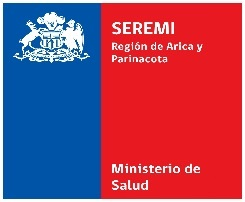 SEREMI
Región de Arica y
Parinacota
Ministerio de
Salud